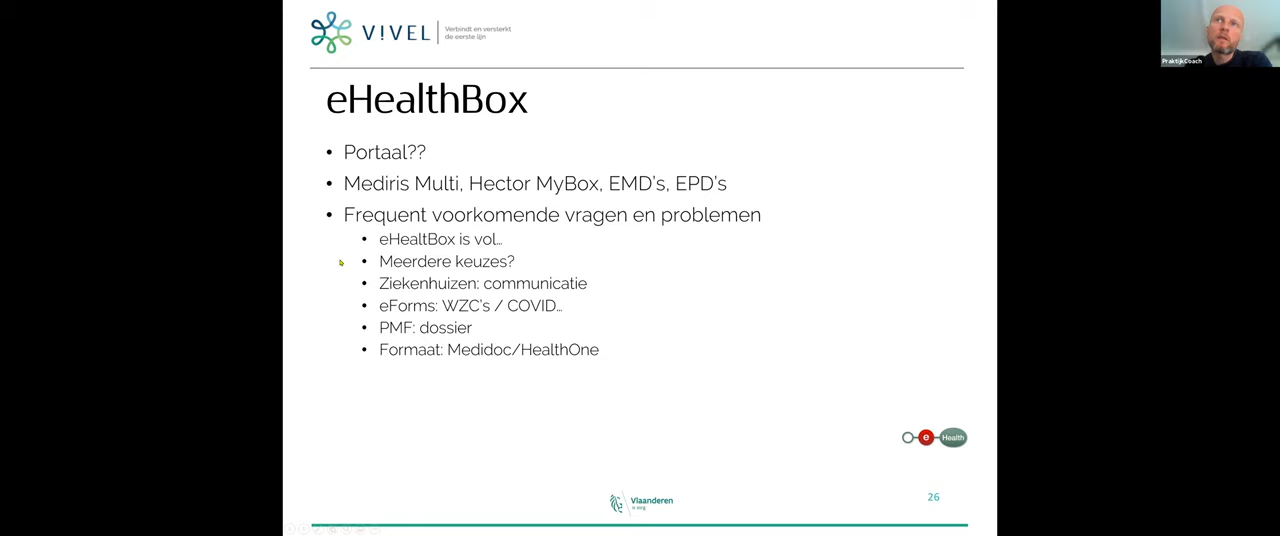 V!VEL
Verbindt en versterkt
de eerste lijn
PraktijkCoach
eHealthBox
• Portaal??
• Mediris Multi, Hector MyBox, EMD's, EPD's
• Frequent voorkomende vragen en problemen
• eHealtBox is vol...
• Meerdere keuzes?
• Ziekenhuizen: communicatie
• eForms: WZC's / COVID...
• PMF: dossier
• Formaat: Medidoc/HealthOne
e Health
Vlaanderen
is zorg
26